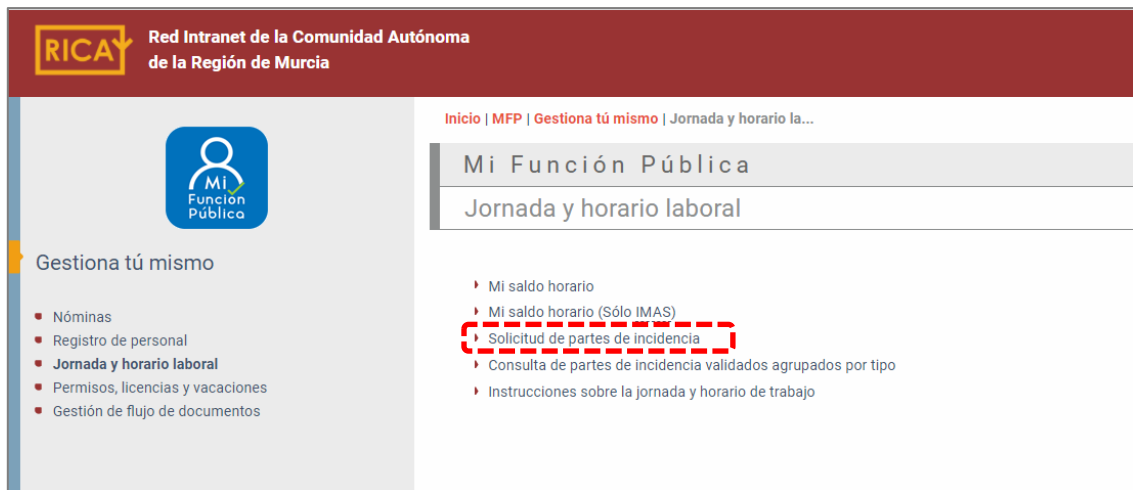 RICA
Red Intranet de la Comunidad Autónoma
de la Región de Murcia
Mi
Función
Pública
Gestiona tú mismo
Nóminas
Registro de personal
Jornada y horario laboral
Permisos, licencias y vacaciones
Gestión de flujo de documentos
Inicio | MFP | Gestiona tú mismo | Jornada y horario la...
Mi Función Pública
Jornada y horario laboral
Mi saldo horario
Mi saldo horario (Sólo IMAS)
Solicitud de partes de incidencia
Consulta de partes de incidencia validados agrupados por tipo
Instrucciones sobre la jornada y horario de trabajo